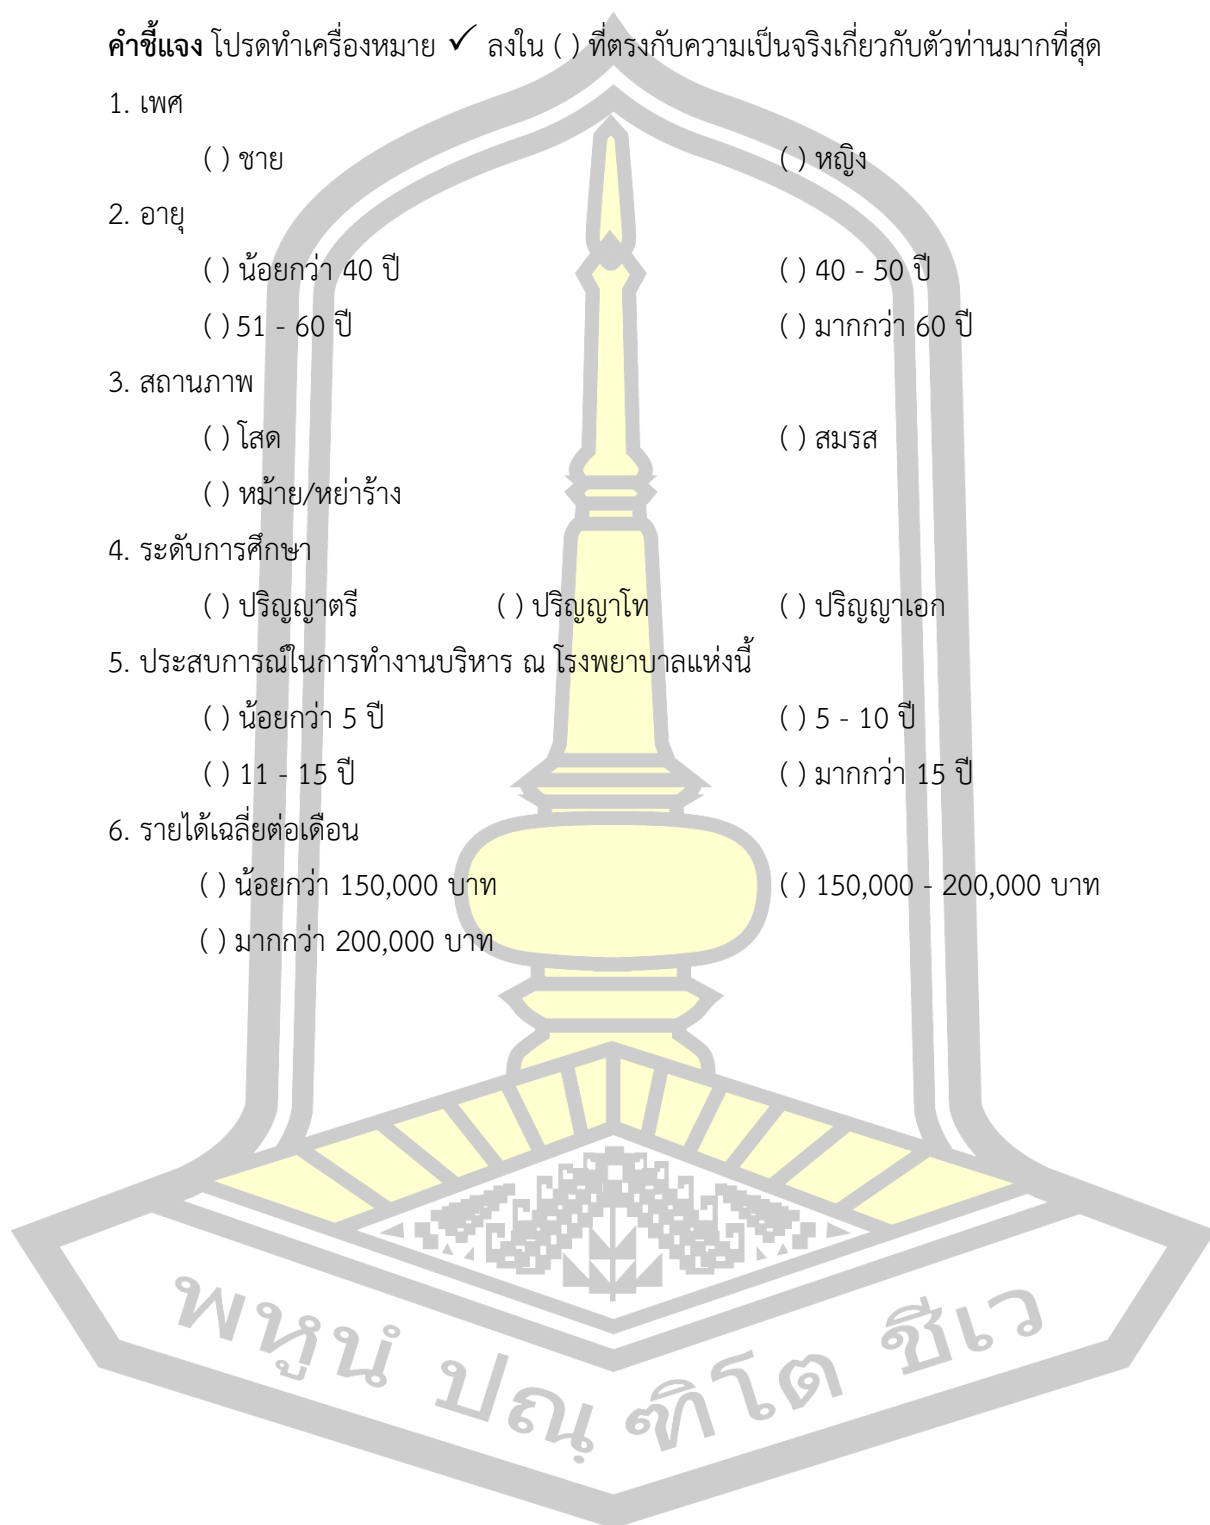 คำชี้แจง โปรดทำเครื่องหมาย ✓ ลงใน ( ) ที่ตรงกับความเป็นจริงเกี่ยวกับตัวท่านมากที่สุด
1. เพศ
( ) ชาย ( ) หญิง
2. อายุ
( ) น้อยกว่า 40 ปี ( ) 40 - 50 ปี
( ) 51 - 60 ปี ( ) มากกว่า 60 ปี
3. สถานภาพ
( ) โสด ( ) สมรส
( ) หม้าย/หย่าร้าง
4. ระดับการศึกษา
( ) ปริญญาตรี ( ) ปริญญาโท ( ) ปริญญาเอก
5. ประสบการณ์ในการทำงานบริหาร ณ โรงพยาบาลแห่งนี้
( ) น้อยกว่า 5 ปี ( ) 5 - 10 ปี
( ) 11 - 15 ปี ( ) มากกว่า 15 ปี
6. รายได้เฉลี่ยต่อเดือน
( ) น้อยกว่า 150,000 บาท ( ) 150,000 - 200,000 บาท
( ) มากกว่า 200,000 บาท
พหูนํ ปณฺฑิโต ชีเว